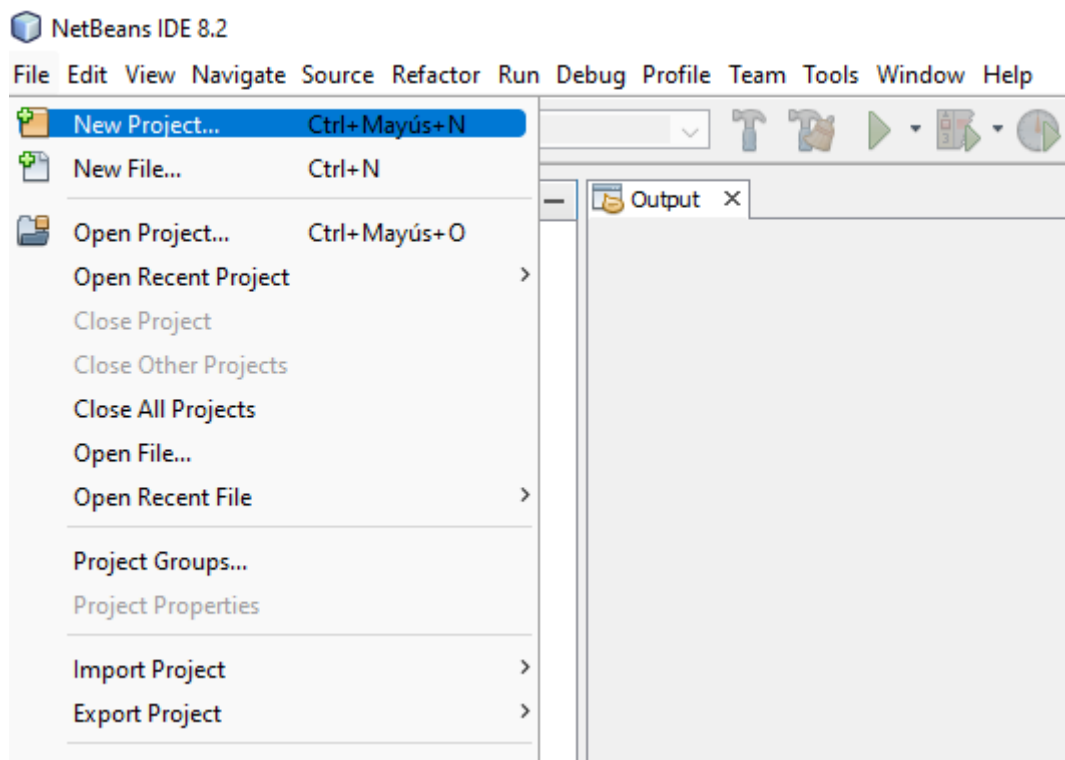 NetBeans IDE 8.2
File Edit View Navigate Source Refactor Run Debug Profile Team Tools Window Help
New Project... Ctrl+Mayús+N
New File... Ctrl+N
Output
Open Project... Ctrl+Mayús+O
Open Recent Project
Close Project
Close Other Projects
Close All Projects
Open File...
Open Recent File
Project Groups...
Project Properties
Import Project
Export Project